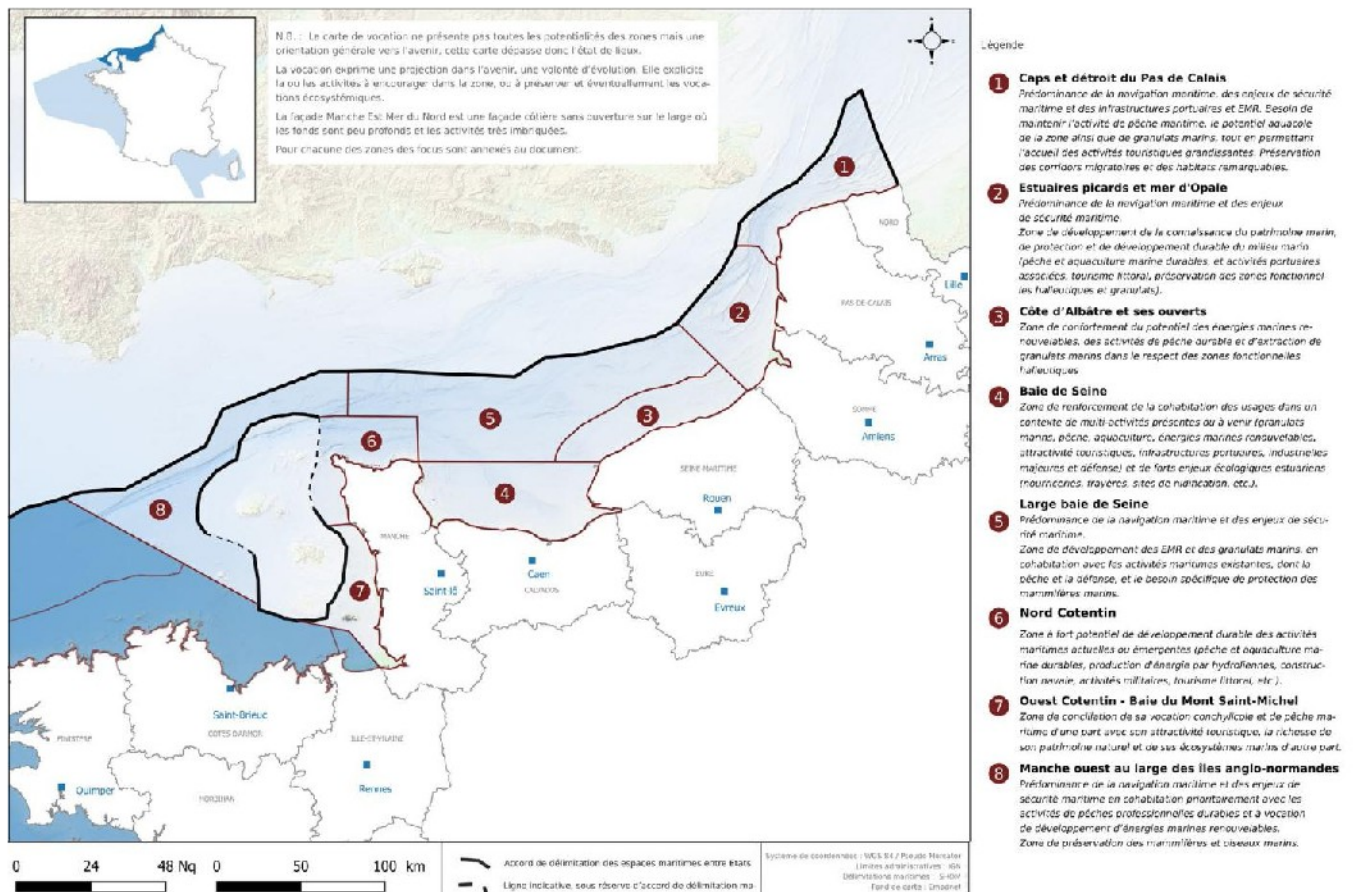 N.B. : La carte de vocation ne présente pas toutes les potentialités des zones mais une
orientation générale vers l'avenir, cette carte dépasse donc l'état de lieux.
La vocation exprime une projection dans l'avenir, une volonté d'évolution. Elle explicite
la ou les activités à encourager dans la zone, ou à préserver et éventuellement les voca-
tions écosystémiques.
La façade Manche Est Mer du Nord est une façade côtière sans ouverture sur le large où
les fonds sont peu profonds et les activités très imbriquées.
Pour chacune des zones des focus sont annexés au document.
1
NORD
Lille
2
PAS-DE-CALAIS
Arras
3
SOMME
Amiens
5
6
SEINE-MARITIME
4
Rouen
8
MANCHE
Caen
CALVADOS
EURE
Evreux
Saint-lô
7
Saint-Brieuc
COTES-D'ARMOR
FINISTERE
ILLE-ET-VILAINE
Quimper
Rennes
MORBIHAN
Légende
1 Caps et détroit du Pas de Calais
Prédominance de la navigation maritime, des enjeux de sécurité
maritime et des infrastructures portuaires et EMR. Besoin de
maintenir l'activité de pêche maritime, le potentiel aquacole
de la zone ainsi que de granulats marins, tout en permettant
l'accueil des activités touristiques grandissantes. Préservation
des corridors migratoires et des habitats remarquables.
2 Estuaires picards et mer d'Opale
Prédominance de la navigation maritime et des enjeux
de sécurité maritime.
Zone de développement de la connaissance du patrimoine marin,
de protection et de développement durable du milieu marin
(pêche et aquaculture marine durables, et activités portuaires
associées, tourisme littoral, préservation des zones fonctionnel
les halieutiques et granulats).
3 Côte d'Albâtre et ses ouverts
Zone de confortement du potentiel des énergies marines re-
nouvelables, des activités de pêche durable et d'extraction de
granulats marins dans le respect des zones fonctionnelles
halieutiques
4 Baie de Seine
Zone de renforcement de la cohabitation des usages dans un
contexte de multi-activités présentes ou à venir (granulats
marins, pêche, aquaculture, énergies marines renouvelables,
attractivité touristiques, infrastructures portuaires, industrielles
majeures et défense) et de forts enjeux écologiques estuariens
(nourriceries, frayères, sites de nidification, etc.).
5 Large baie de Seine
Prédominance de la navigation maritime et des enjeux de sécu-
rité maritime.
Zone de développement des EMR et des granulats marins, en
cohabitation avec les activités maritimes existantes, dont la
pêche et la défense, et le besoin spécifique de protection des
mammifères marins.
6 Nord Cotentin
Zone à fort potentiel de développement durable des activités
maritimes actuelles ou émergentes (pêche et aquaculture ma-
rine durables, production d'énergie par hydroliennes, construc-
tion navale, activités militaires, tourisme littoral, etc.).
7 Ouest Cotentin - Baie du Mont Saint-Michel
Zone de conciliation de sa vocation conchylicole et de pêche ma-
ritime d'une part avec son attractivité touristique, la richesse de
son patrimoine naturel et de ses écosystèmes marins d'autre part.
8 Manche ouest au large des îles anglo-normandes
Prédominance de la navigation maritime et des enjeux de
sécurité maritime en cohabitation prioritairement avec les
activités de pêches professionnelles durables et à vocation
de développement d'énergies marines renouvelables.
Zone de préservation des mammifères et oiseaux marins.
0 24 48 Nq
0 50 100 km
Accord de délimitation des espaces maritimes entre Etats
Ligne indicative, sous réserve d'accord de délimitation ma
Système de coordonnées : WGS 84 / Pseudo Mercator
Limites administratives : IGN
Délimitations maritimes : SHOM
Fond de carte : Emodnet